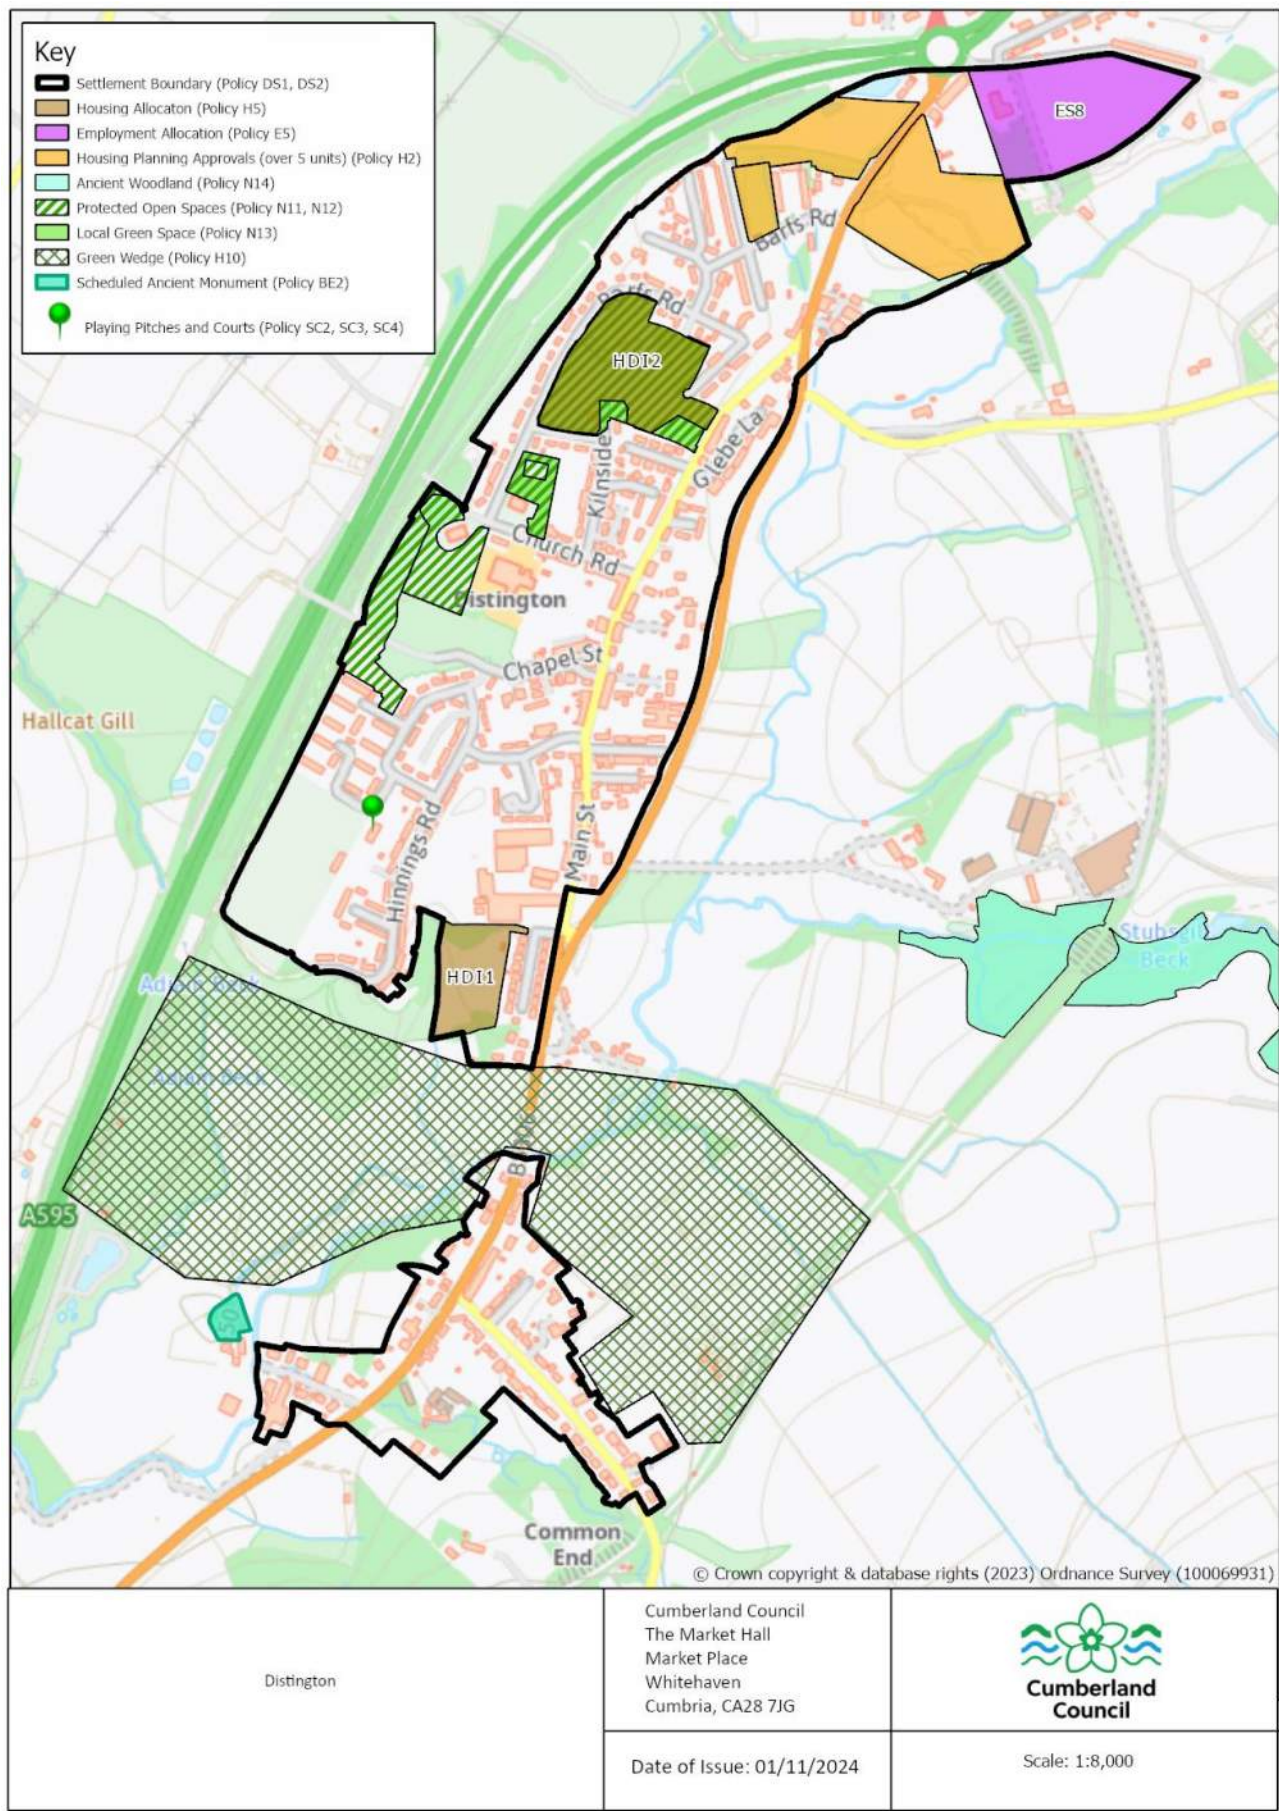 Key
Settlement Boundary (Policy DS1, DS2)
Housing Allocaton (Policy H5)
Employment Allocation (Policy E5)
Housing Planning Approvals (over 5 units) (Policy H2)
Ancient Woodland (Policy N14)
Protected Open Spaces (Policy N11, N12)
Local Green Space (Policy N13)
Green Wedge (Policy H10)
Scheduled Ancient Monument (Policy BE2)
Playing Pitches and Courts (Policy SC2, SC3, SC4)
ES8
Barfs Rd
Barfs Rd
HDI2
Glebe La
Kilnside
Church Rd
Distington
Chapel St
Hallcat Gill
Main St
Hinnings Rd
HDI1
Beck
A595
Common
End
© Crown copyright & database rights (2023) Ordnance Survey (100069931)
Distington
Cumberland Council
The Market Hall
Market Place
Whitehaven
Cumbria, CA28 7JG
Date of Issue: 01/11/2024
Cumberland
Council
Scale: 1:8,000